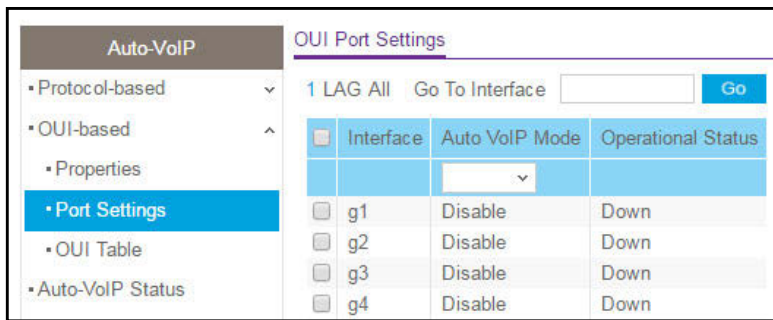 Auto-VoIP
Protocol-based
OUI-based
Properties
Port Settings
OUI Table
Auto-VoIP Status
OUI Port Settings
1 LAG All Go To Interface Go
Interface Auto VoIP Mode Operational Status
g1 Disable Down
g2 Disable Down
g3 Disable Down
g4 Disable Down